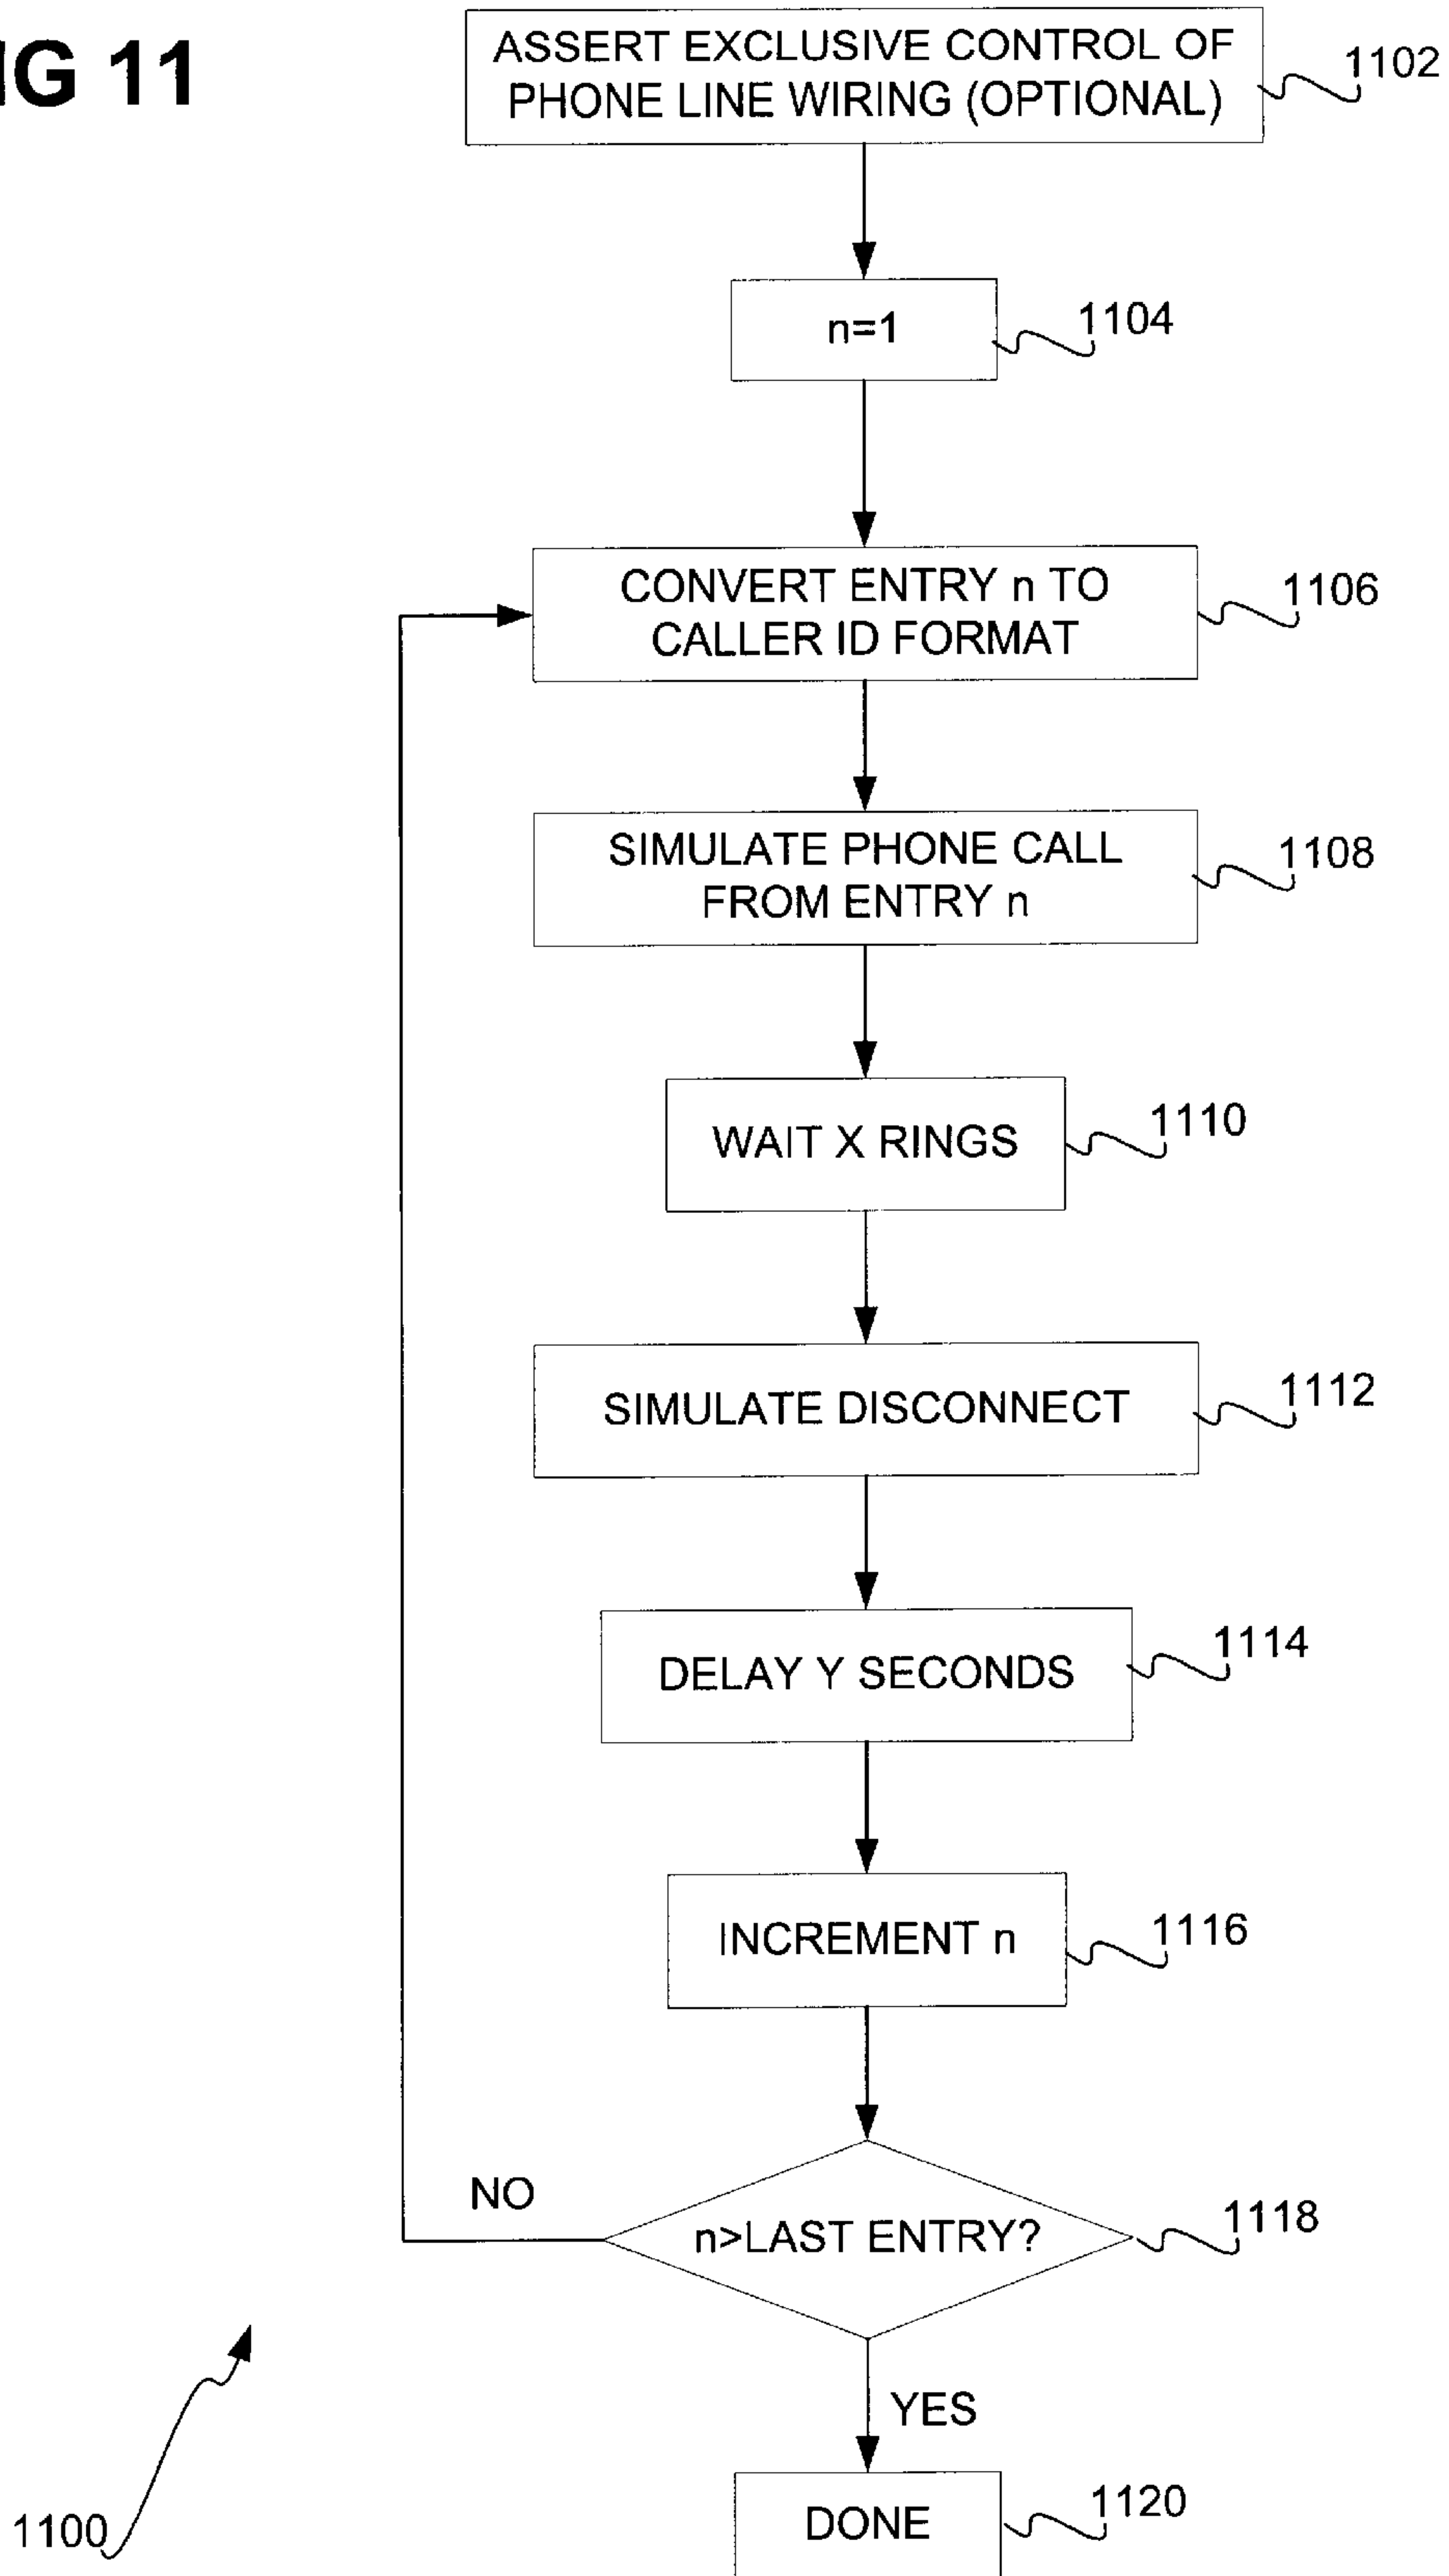 IG 11
ASSERT EXCLUSIVE CONTROL OF
PHONE LINE WIRING (OPTIONAL)
1102
n=1
1104
CONVERT ENTRY n TO
CALLER ID FORMAT
1106
SIMULATE PHONE CALL
FROM ENTRY n
1108
WAIT X RINGS
1110
SIMULATE DISCONNECT
1112
DELAY Y SECONDS
1114
INCREMENT n
1116
NO
n>LAST ENTRY?
1118
YES
DONE
1120
1100